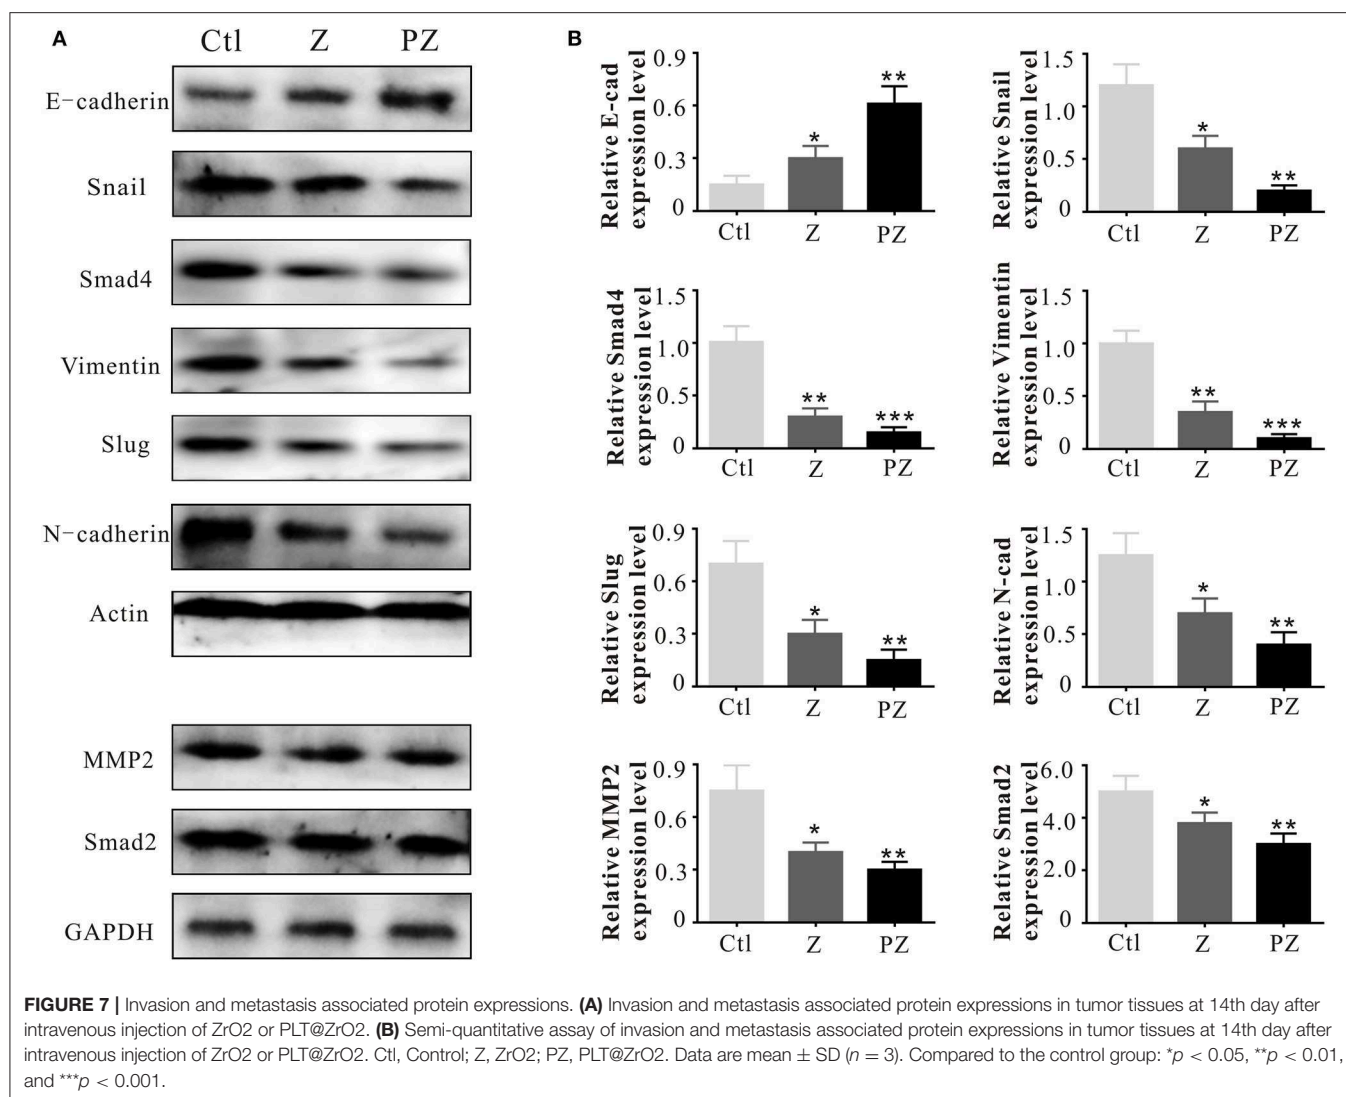 A
Ctl Z PZ
E-cadherin
Snail
Smad4
Vimentin
Slug
N-cadherin
Actin
MMP2
Smad2
GAPDH
B
Relative E-cad
expression level
0.9
0.6
0.3
0
*
**
Ctl Z PZ
Relative Snail
expression level
1.5
1.0
0.5
0
*
**
Ctl Z PZ
Relative Smad4
expression level
1.5
1.0
0.5
0
**
***
Ctl Z PZ
Relative Vimentin
expression level
1.5
1.0
0.5
0
**
***
Ctl Z PZ
Relative Slug
expression level
0.9
0.6
0.3
0
*
**
Ctl Z PZ
Relative N-cad
expression level
1.5
1.0
0.5
0
*
**
Ctl Z PZ
Relative MMP2
expression level
0.9
0.6
0.3
0
*
**
Ctl Z PZ
Relative Smad2
expression level
6.0
4.0
2.0
0
*
**
Ctl Z PZ
FIGURE 7 | Invasion and metastasis associated protein expressions. (A) Invasion and metastasis associated protein expressions in tumor tissues at 14th day after
intravenous injection of ZrO2 or PLT@ZrO2. (B) Semi-quantitative assay of invasion and metastasis associated protein expressions in tumor tissues at 14th day after
intravenous injection of ZrO2 or PLT@ZrO2. Ctl, Control; Z, ZrO2; PZ, PLT@ZrO2. Data are mean ± SD (n = 3). Compared to the control group: *p < 0.05, **p < 0.01,
and ***p < 0.001.